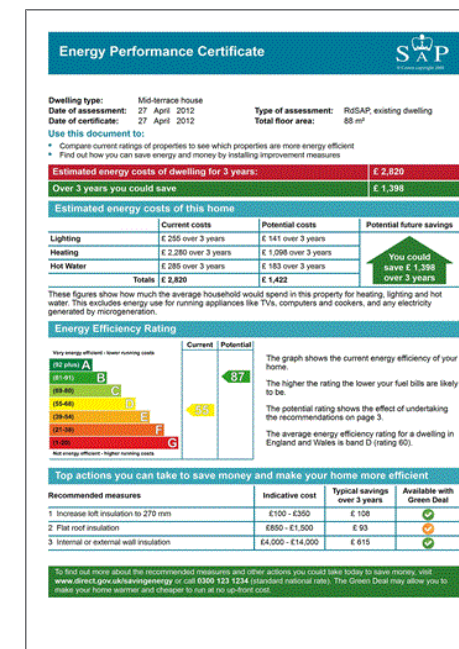 Energy Performance Certificate
SAP
Dwelling type: Mid-terrace house
Date of assessment: 27 April 2012 Type of assessment: RdSAP, existing dwelling
Date of certificate: 27 April 2012 Total floor area: 88 m²
Use this document to:
• Compare current ratings of properties to see which properties are more energy efficient
• Find out how you can save energy and money by installing improvement measures
Estimated energy costs of dwelling for 3 years: £ 2,820
Over 3 years you could save £ 1,398
Estimated energy costs of this home
Current costs Potential costs Potential future savings
Lighting £ 255 over 3 years £ 141 over 3 years
Heating £ 2,280 over 3 years £ 1,098 over 3 years
Hot Water £ 285 over 3 years £ 183 over 3 years
Totals £ 2,820 £ 1,422
You could
save £ 1,398
over 3 years
These figures show how much the average household would spend in this property for heating, lighting and hot
water. This excludes energy use for running appliances like TVs, computers and cookers, and any electricity
generated by microgeneration.
Energy Efficiency Rating
Current Potential
Very energy efficient - lower running costs
(92 plus) A
(81-91) B
(69-80) C
(55-68) D
(39-54) E
(21-38) F
(1-20) G
Not energy efficient - higher running costs
87
The graph shows the current energy efficiency of your
home.
The higher the rating the lower your fuel bills are likely
to be.
The potential rating shows the effect of undertaking
the recommendations on page 3.
The average energy efficiency rating for a dwelling in
England and Wales is band D (rating 60).
Top actions you can take to save money and make your home more efficient
Recommended measures Indicative cost Typical savings over 3 years Available with Green Deal
1 Increase loft insulation to 270 mm £100 - £350 £ 108
2 Flat roof insulation £850 - £1,500 £ 93
3 Internal or external wall insulation £4,000 - £14,000 £ 615
To find out more about the recommended measures and other actions you could take today to save money, visit
www.direct.gov.uk/savingenergy or call 0300 123 1234 (standard national rate). The Green Deal may allow you to
make your home warmer and cheaper to run at no up-front cost.